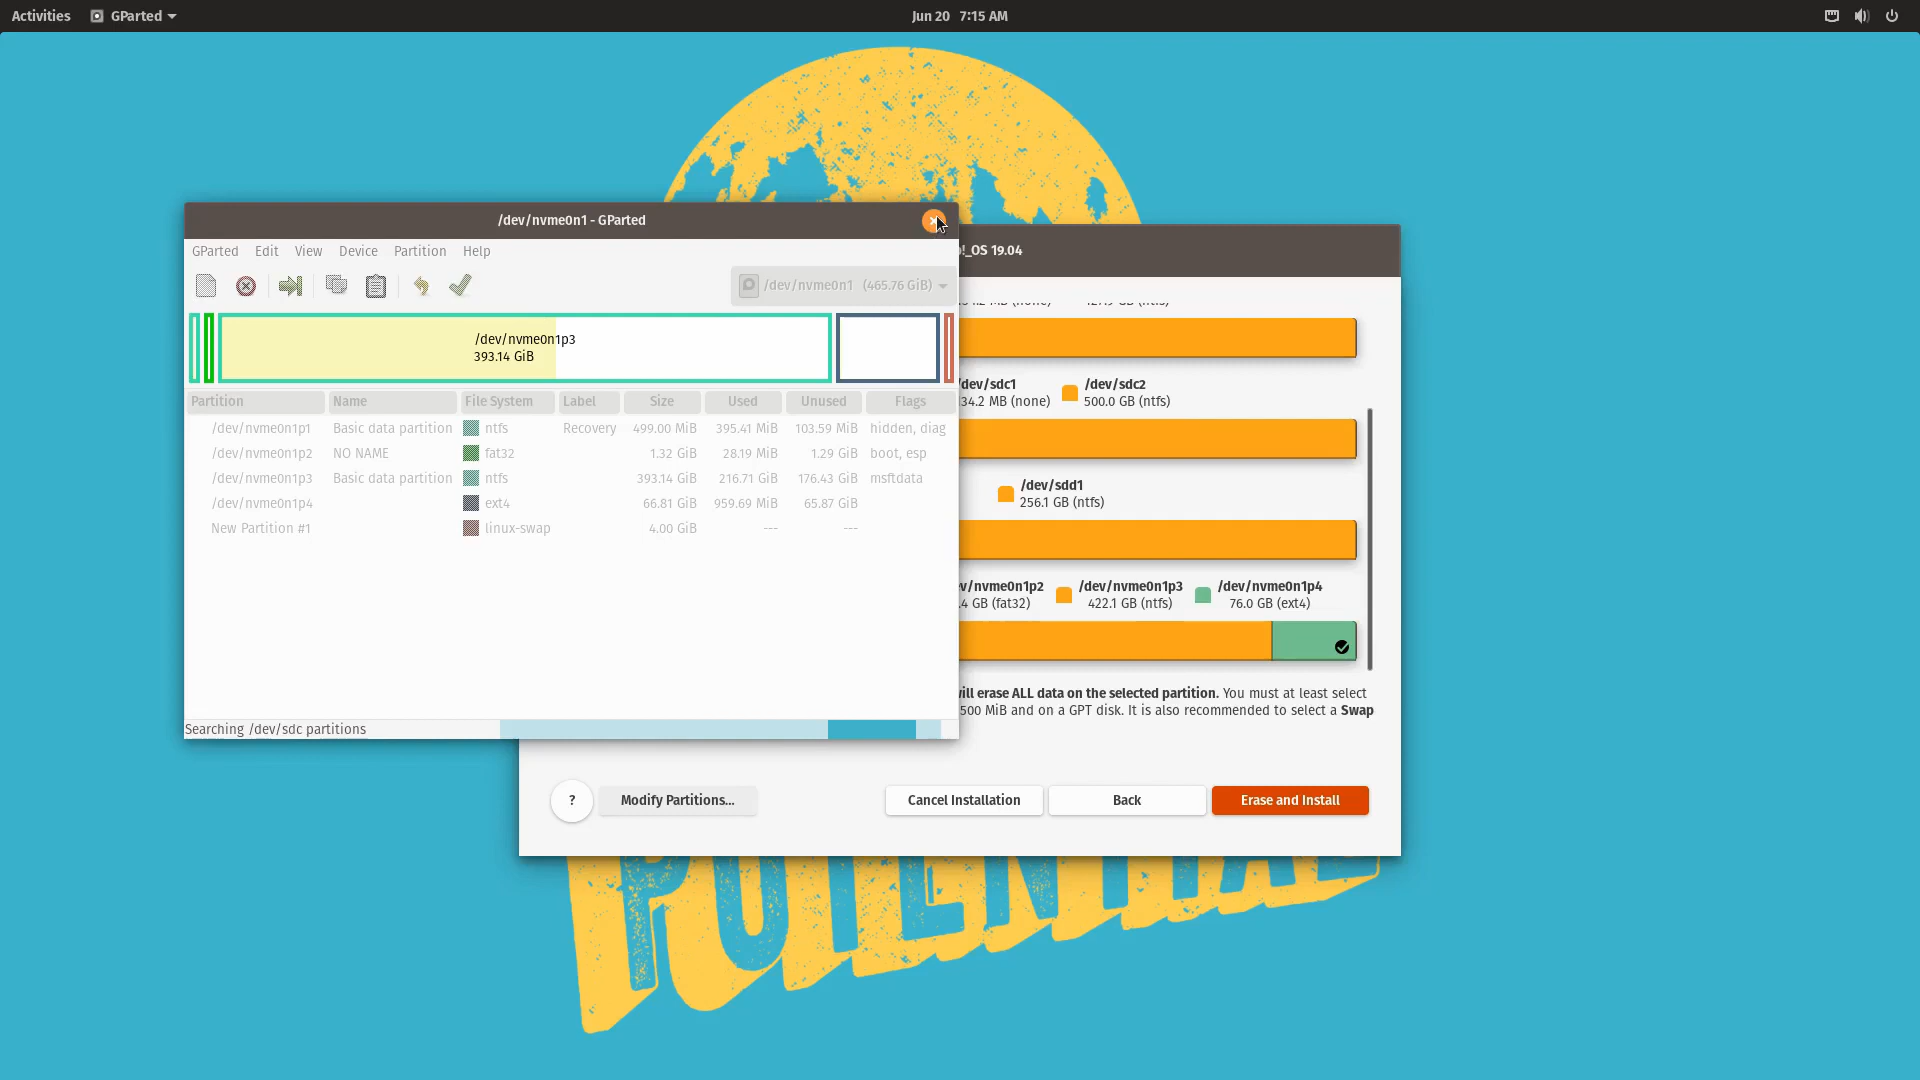 Activities GParted Jun 20 7:15 AM
/dev/nvme0n1 - GParted
GParted Edit View Device Partition Help
/dev/nvme0n1 (465.76 GiB)
/dev/nvme0n1p3
393.14 GiB
Partition Name File System Label Size Used Unused Flags
/dev/nvme0n1p1 Basic data partition ntfs Recovery 499.00 MiB 395.41 MiB 103.59 MiB hidden, diag
/dev/nvme0n1p2 NO NAME fat32 1.32 GiB 28.19 MiB 1.29 GiB boot, esp
/dev/nvme0n1p3 Basic data partition ntfs 393.14 GiB 216.71 GiB 176.43 GiB msftdata
/dev/nvme0n1p4 ext4 66.81 GiB 959.69 MiB 65.87 GiB
New Partition #1 linux-swap 4.00 GiB --- ---
Searching /dev/sdc partitions
!_OS 19.04
/dev/sdc1 /dev/sdc2
34.2 MB (none) 500.0 GB (ntfs)
/dev/sdd1
256.1 GB (ntfs)
v/nvme0n1p2 /dev/nvme0n1p3 /dev/nvme0n1p4
.4 GB (fat32) 422.1 GB (ntfs) 76.0 GB (ext4)
will erase ALL data on the selected partition. You must at least select
500 MiB and on a GPT disk. It is also recommended to select a Swap
? Modify Partitions... Cancel Installation Back Erase and Install
POTENTIAL